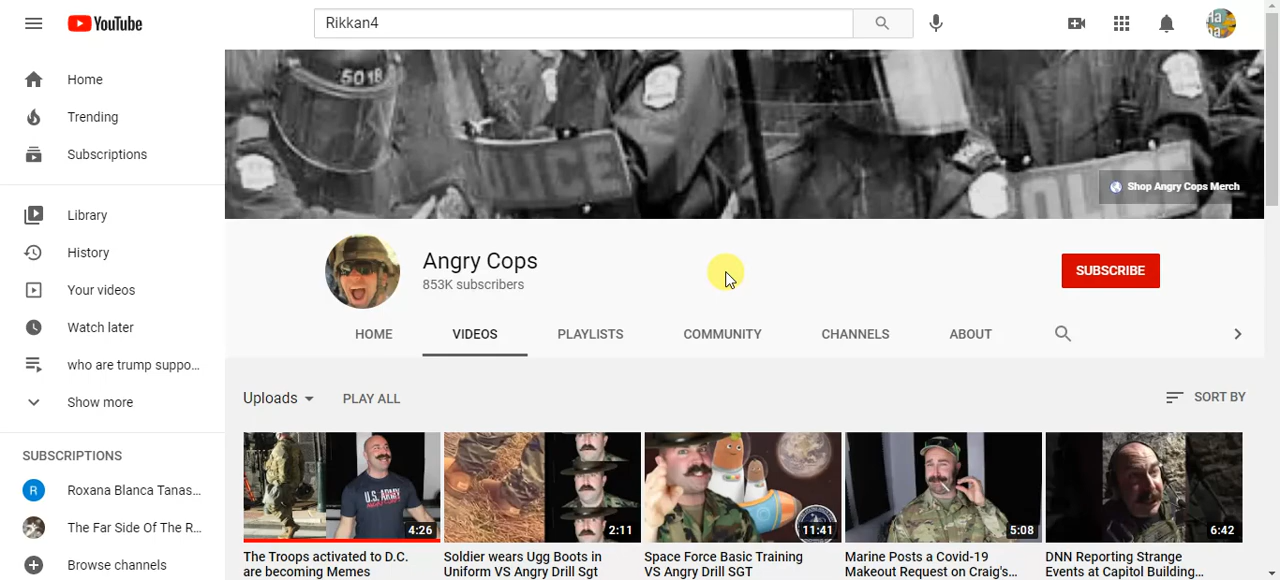 YouTube
Rikkan4
Home
Trending
Subscriptions
Library
History
Your videos
Watch later
who are trump suppo...
Show more
SUBSCRIPTIONS
R
Roxana Blanca Tanas...
The Far Side Of The R...
Browse channels
5018
POLICE
Shop Angry Cops Merch
Angry Cops
853K subscribers
SUBSCRIBE
HOME
VIDEOS
PLAYLISTS
COMMUNITY
CHANNELS
ABOUT
Uploads
PLAY ALL
SORT BY
U.S. ARMY
4:26
2:11
11:41
5:08
6:42
The Troops activated to D.C.
are becoming Memes
Soldier wears Ugg Boots in
Uniform VS Angry Drill Sgt
Space Force Basic Training
VS Angry Drill SGT
Marine Posts a Covid-19
Makeout Request on Craig's...
DNN Reporting Strange
Events at Capitol Building...